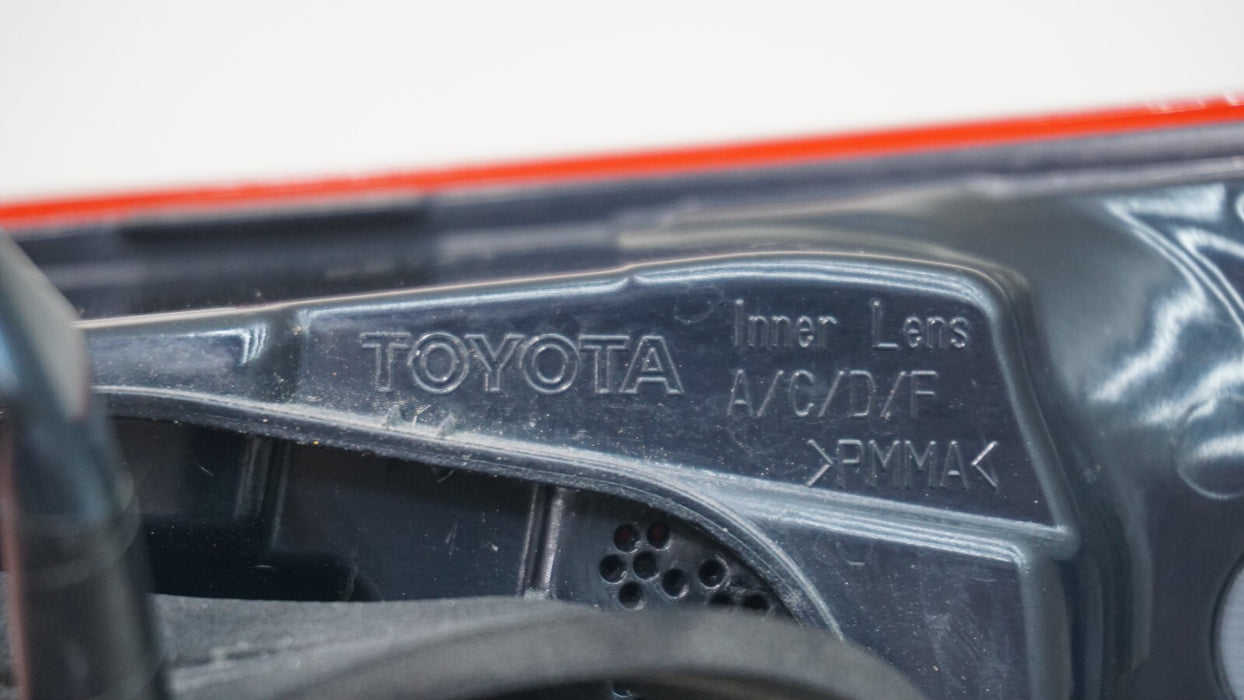 TOYOTA
Inner Lens
A/C/D/F
>PMMA<